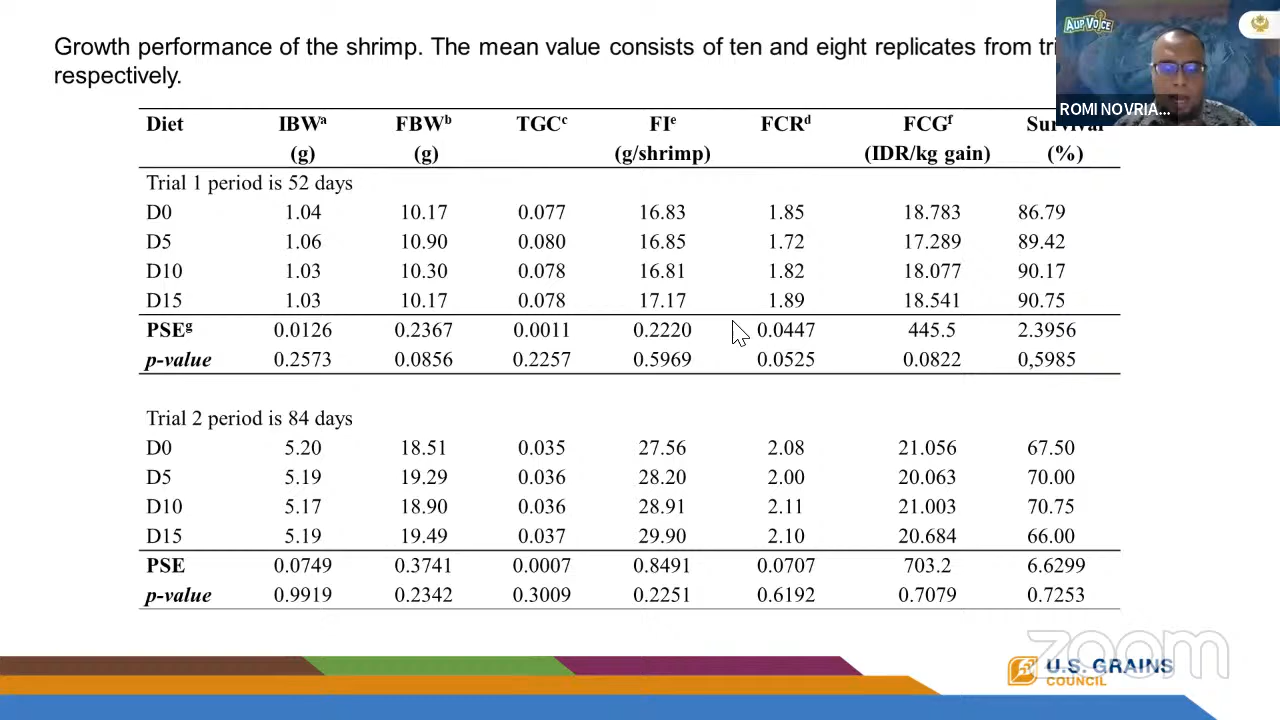 Growth performance of the shrimp. The mean value consists of ten and eight replicates from
respectively.
AUP VOICE
ROMI NOVRIA...
Diet IBWᵃ FBWᵇ TGCᶜ FIᵉ FCRᵈ FCGᶠ Survival
(g) (g) (g/shrimp) (IDR/kg gain) (%)
Trial 1 period is 52 days
D0 1.04 10.17 0.077 16.83 1.85 18.783 86.79
D5 1.06 10.90 0.080 16.85 1.72 17.289 89.42
D10 1.03 10.30 0.078 16.81 1.82 18.077 90.17
D15 1.03 10.17 0.078 17.17 1.89 18.541 90.75
PSEᵍ 0.0126 0.2367 0.0011 0.2220 0.0447 445.5 2.3956
p-value 0.2573 0.0856 0.2257 0.5969 0.0525 0.0822 0,5985
Trial 2 period is 84 days
D0 5.20 18.51 0.035 27.56 2.08 21.056 67.50
D5 5.19 19.29 0.036 28.20 2.00 20.063 70.00
D10 5.17 18.90 0.036 28.91 2.11 21.003 70.75
D15 5.19 19.49 0.037 29.90 2.10 20.684 66.00
PSE 0.0749 0.3741 0.0007 0.8491 0.0707 703.2 6.6299
p-value 0.9919 0.2342 0.3009 0.2251 0.6192 0.7079 0.7253
zoom
U.S. GRAINS
COUNCIL